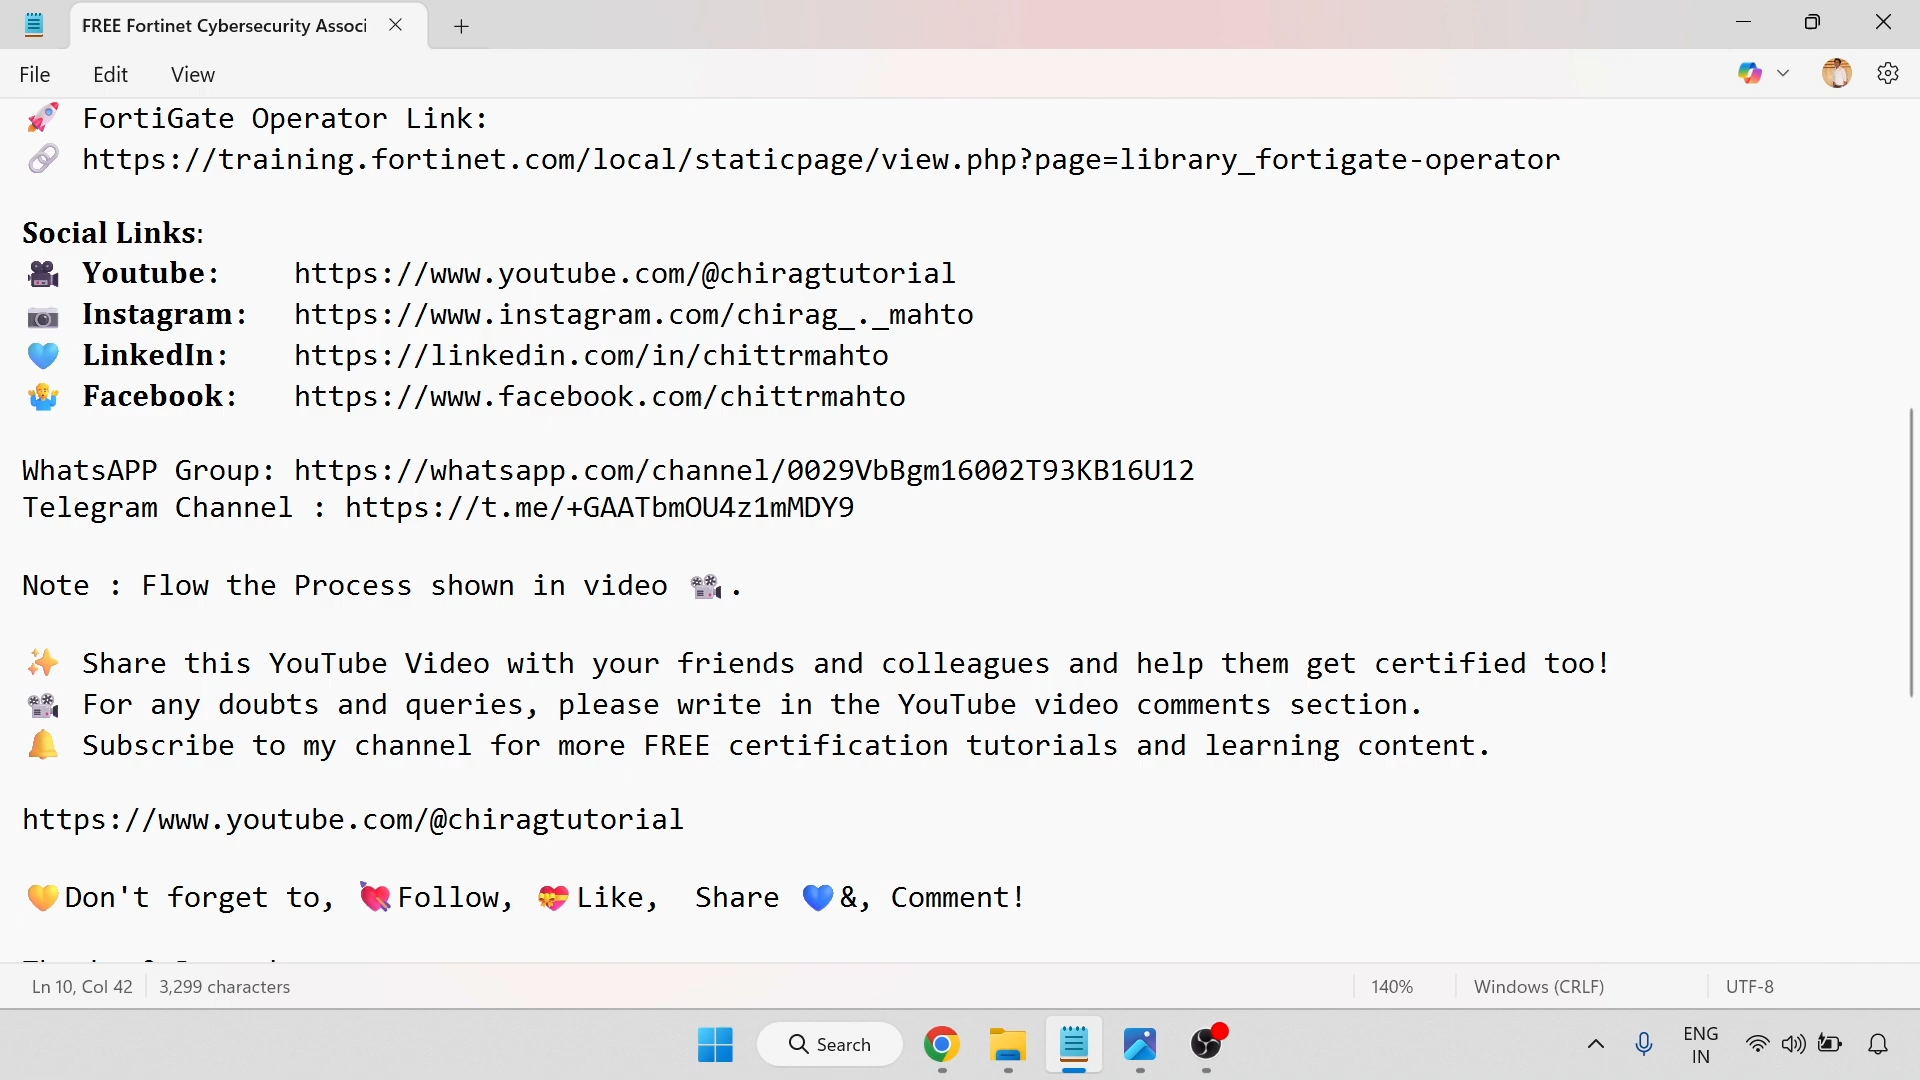 FREE Fortinet Cybersecurity Associ
File Edit View
🚀 FortiGate Operator Link:
🔗 https://training.fortinet.com/local/staticpage/view.php?page=library_fortigate-operator
Social Links:
🎥 Youtube: https://www.youtube.com/@chiragtutorial
📷 Instagram: https://www.instagram.com/chirag_._mahto
💙 LinkedIn: https://linkedin.com/in/chittrmahto
🤷 Facebook: https://www.facebook.com/chittrmahto
WhatsAPP Group: https://whatsapp.com/channel/0029VbBgm16002T93KB16U12
Telegram Channel : https://t.me/+GAATbmOU4z1mMDY9
Note : Flow the Process shown in video 📽.
✨ Share this YouTube Video with your friends and colleagues and help them get certified too!
📽 For any doubts and queries, please write in the YouTube video comments section.
🔔 Subscribe to my channel for more FREE certification tutorials and learning content.
https://www.youtube.com/@chiragtutorial
💛Don't forget to, 💘Follow, 💝Like, Share 💙&, Comment!
Ln 10, Col 42 3,299 characters 140% Windows (CRLF) UTF-8
Search ENG
IN